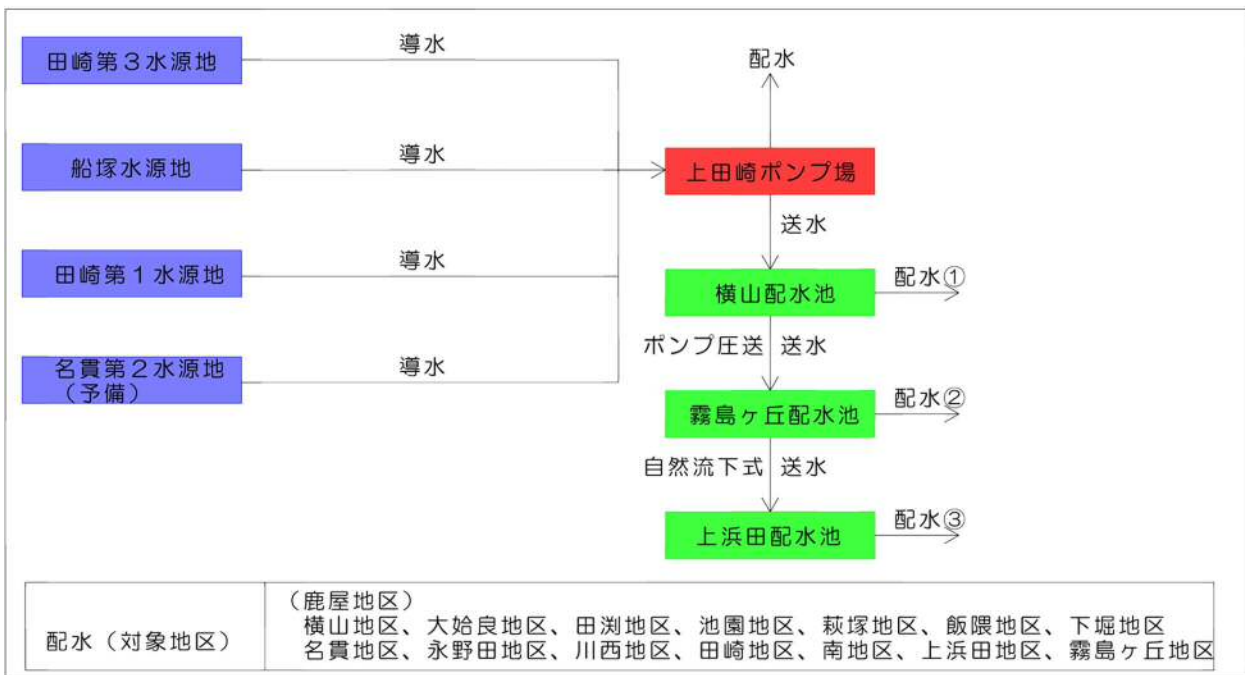 田崎第3水源地
導水
配水
船塚水源地
導水
上田崎ポンプ場
送水
田崎第1水源地
導水
横山配水池
配水①
ポンプ圧送 送水
名貫第2水源地
（予備）
導水
霧島ヶ丘配水池
配水②
自然流下式 送水
上浜田配水池
配水③
配水（対象地区）
（鹿屋地区）
横山地区、大姶良地区、田渕地区、池園地区、萩塚地区、飯隈地区、下堀地区
名貫地区、永野田地区、川西地区、田崎地区、南地区、上浜田地区、霧島ヶ丘地区